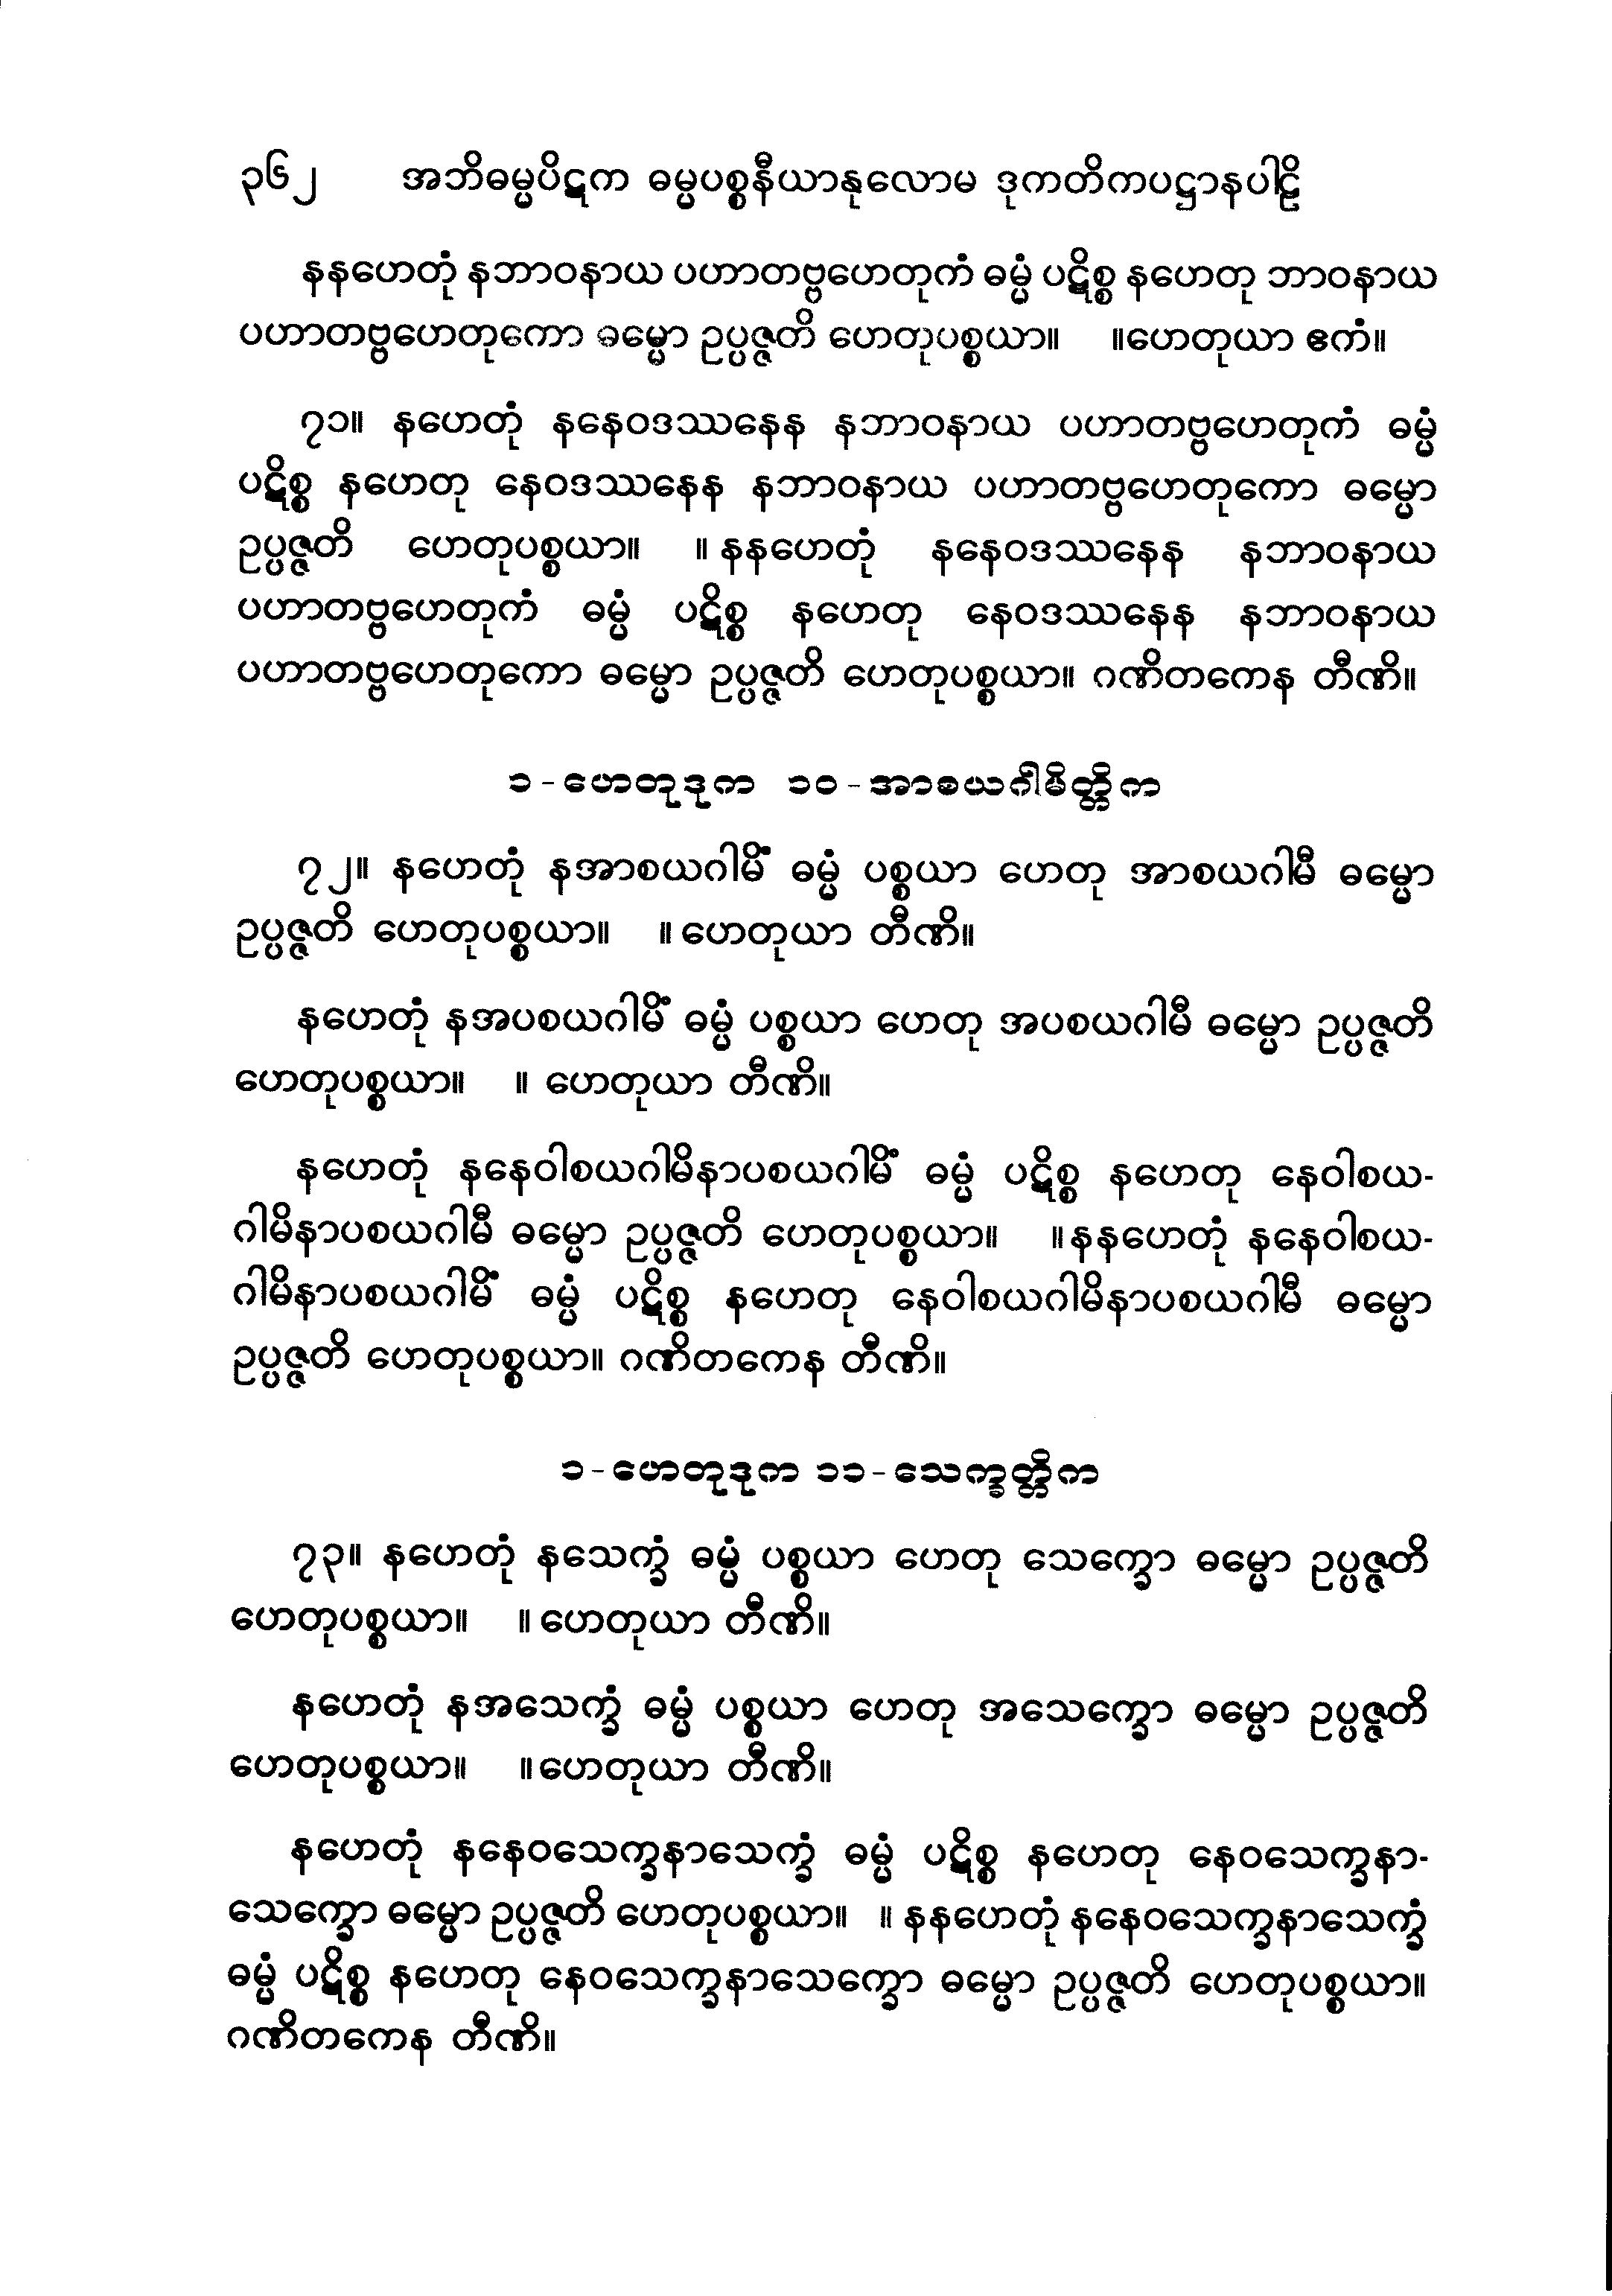 ၃၆၂ အဘိဓမ္မပိဋက ဓမ္မပစ္စနီယာနုလောမ ဒုကတိကပဋ္ဌာနပါဠိ
နနဟေတုံ နဘာဝနာယ ပဟာတဗ္ဗဟေတုကံ ဓမ္မံ ပဋိစ္စ နဟေတု ဘာဝနာယ
ပဟာတဗ္ဗဟေတုကော ဓမ္မော ဥပ္ပဇ္ဇတိ ဟေတုပစ္စယာ။ ။ဟေတုယာ ဧကံ။
၇၁။ နဟေတုံ နနေဝဒဿနေန နဘာဝနာယ ပဟာတဗ္ဗဟေတုကံ ဓမ္မံ
ပဋိစ္စ နဟေတု နေဝဒဿနေန နဘာဝနာယ ပဟာတဗ္ဗဟေတုကော ဓမ္မော
ဥပ္ပဇ္ဇတိ ဟေတုပစ္စယာ။ ။ နနဟေတုံ နနေဝဒဿနေန နဘာဝနာယ
ပဟာတဗ္ဗဟေတုကံ ဓမ္မံ ပဋိစ္စ နဟေတု နေဝဒဿနေန နဘာဝနာယ
ပဟာတဗ္ဗဟေတုကော ဓမ္မော ဥပ္ပဇ္ဇတိ ဟေတုပစ္စယာ။ ဂဏိတကေန တီဏိ။
၁-ဟေတုဒုက ၁၀-အာစယဂါမိတ္တိက
၇၂။ နဟေတုံ နအာစယဂါမိံ ဓမ္မံ ပစ္စယာ ဟေတု အာစယဂါမီ ဓမ္မော
ဥပ္ပဇ္ဇတိ ဟေတုပစ္စယာ။ ။ ဟေတုယာ တီဏိ။
နဟေတုံ နအပစယဂါမိံ ဓမ္မံ ပစ္စယာ ဟေတု အပစယဂါမီ ဓမ္မော ဥပ္ပဇ္ဇတိ
ဟေတုပစ္စယာ။ ။ ဟေတုယာ တီဏိ။
နဟေတုံ နနေဝါစယဂါမိနာပစယဂါမိံ ဓမ္မံ ပဋိစ္စ နဟေတု နေဝါစယ-
ဂါမိနာပစယဂါမီ ဓမ္မော ဥပ္ပဇ္ဇတိ ဟေတုပစ္စယာ။ ။နနဟေတုံ နနေဝါစယ-
ဂါမိနာပစယဂါမိံ ဓမ္မံ ပဋိစ္စ နဟေတု နေဝါစယဂါမိနာပစယဂါမီ ဓမ္မော
ဥပ္ပဇ္ဇတိ ဟေတုပစ္စယာ။ ဂဏိတကေန တီဏိ။
၁-ဟေတုဒုက ၁၁-သေက္ခတ္တိက
၇၃။ နဟေတုံ နသေက္ခံ ဓမ္မံ ပစ္စယာ ဟေတု သေက္ခော ဓမ္မော ဥပ္ပဇ္ဇတိ
ဟေတုပစ္စယာ။ ။ ဟေတုယာ တီဏိ။
နဟေတုံ နအသေက္ခံ ဓမ္မံ ပစ္စယာ ဟေတု အသေက္ခော ဓမ္မော ဥပ္ပဇ္ဇတိ
ဟေတုပစ္စယာ။ ။ဟေတုယာ တီဏိ။
နဟေတုံ နနေဝသေက္ခနာသေက္ခံ ဓမ္မံ ပဋိစ္စ နဟေတု နေဝသေက္ခနာ-
သေက္ခော ဓမ္မော ဥပ္ပဇ္ဇတိ ဟေတုပစ္စယာ။ ။ နနဟေတုံ နနေဝသေက္ခနာသေက္ခံ
ဓမ္မံ ပဋိစ္စ နဟေတု နေဝသေက္ခနာသေက္ခော ဓမ္မော ဥပ္ပဇ္ဇတိ ဟေတုပစ္စယာ။
ဂဏိတကေန တီဏိ။